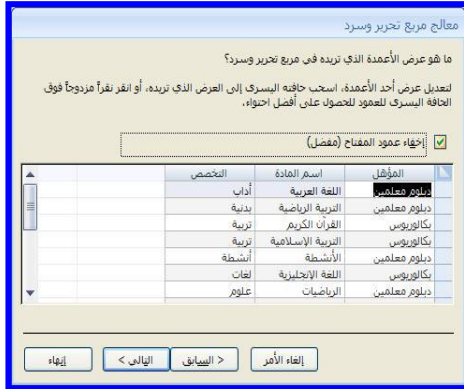 معالج مربع تحرير وسرد
ما هو عرض الأعمدة الذي تريده في مربع تحرير وسرد؟
لتعديل عرض أحد الأعمدة، اسحب حافته اليسرى إلى العرض الذي تريده، أو انقر نقراً مزدوجاً فوق
الحافة اليسرى للعمود للحصول على أفضل احتواء.
إخفاء عمود المفتاح (مفضل)
المؤهل اسم المادة التخصص
دبلوم معلمين اللغة العربية أداب
دبلوم معلمين التربية الرياضية بدنية
بكالوريوس القرآن الكريم تربية
بكالوريوس التربية الإسلامية تربية
دبلوم معلمين الأنشطة أنشطة
بكالوريوس اللغة الإنجليزية لغات
دبلوم معلمين الرياضيات علوم
إلغاء الأمر < السابق التالي > إنهاء